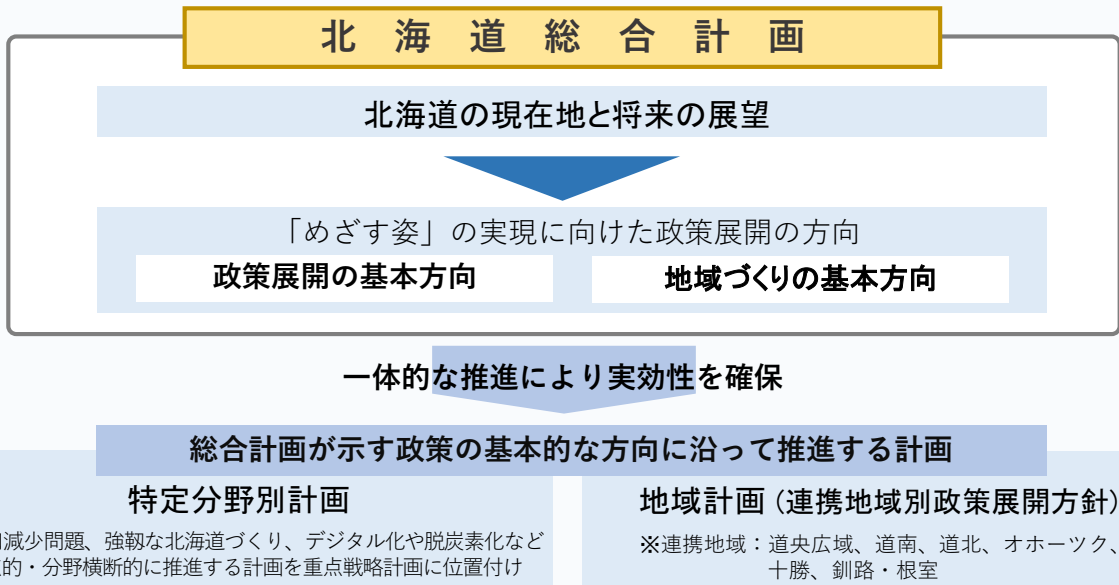 北海道総合計画
北海道の現在地と将来の展望
「めざす姿」の実現に向けた政策展開の方向
政策展開の基本方向
地域づくりの基本方向
一体的な推進により実効性を確保
総合計画が示す政策の基本的な方向に沿って推進する計画
特定分野別計画
減少問題、強靱な北海道づくり、デジタル化や脱炭素化など
的・分野横断的に推進する計画を重点戦略計画に位置付け
地域計画(連携地域別政策展開方針)
※連携地域:道央広域、道南、道北、オホーツク、
十勝、釧路・根室